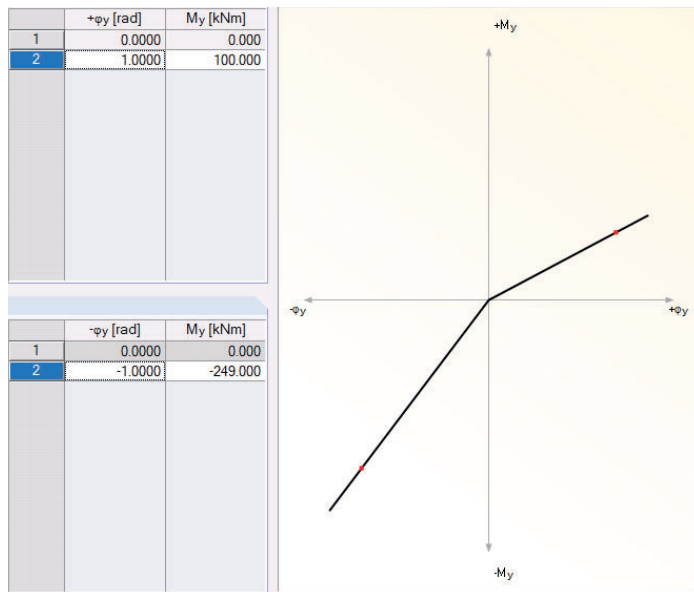 +φy [rad] My [kNm]
1 0.0000 0.000
2 1.0000 100.000
-φy [rad] My [kNm]
1 0.0000 0.000
2 -1.0000 -249.000
+My
-φy +φy
-My